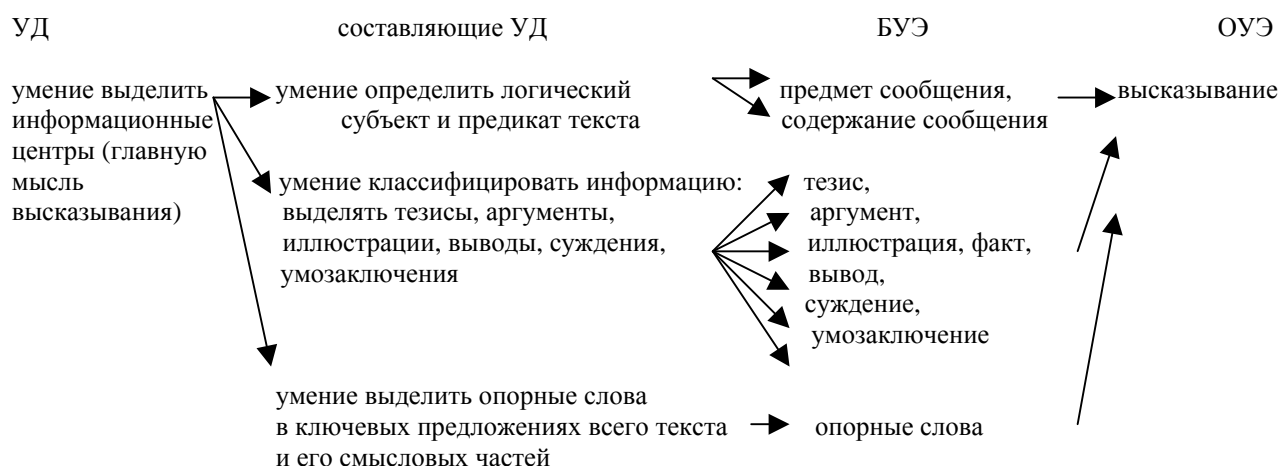 УД составляющие УД БУЭ ОУЭ
умение выделить умение определить логический предмет сообщения, высказывание
информационные субъект и предикат текста содержание сообщения
центры (главную
мысль умение классифицировать информацию: тезис,
высказывания) выделять тезисы, аргументы, аргумент,
иллюстрации, выводы, суждения, иллюстрация, факт,
умозаключения вывод,
суждение,
умозаключение
умение выделить опорные слова
в ключевых предложениях всего текста опорные слова
и его смысловых частей